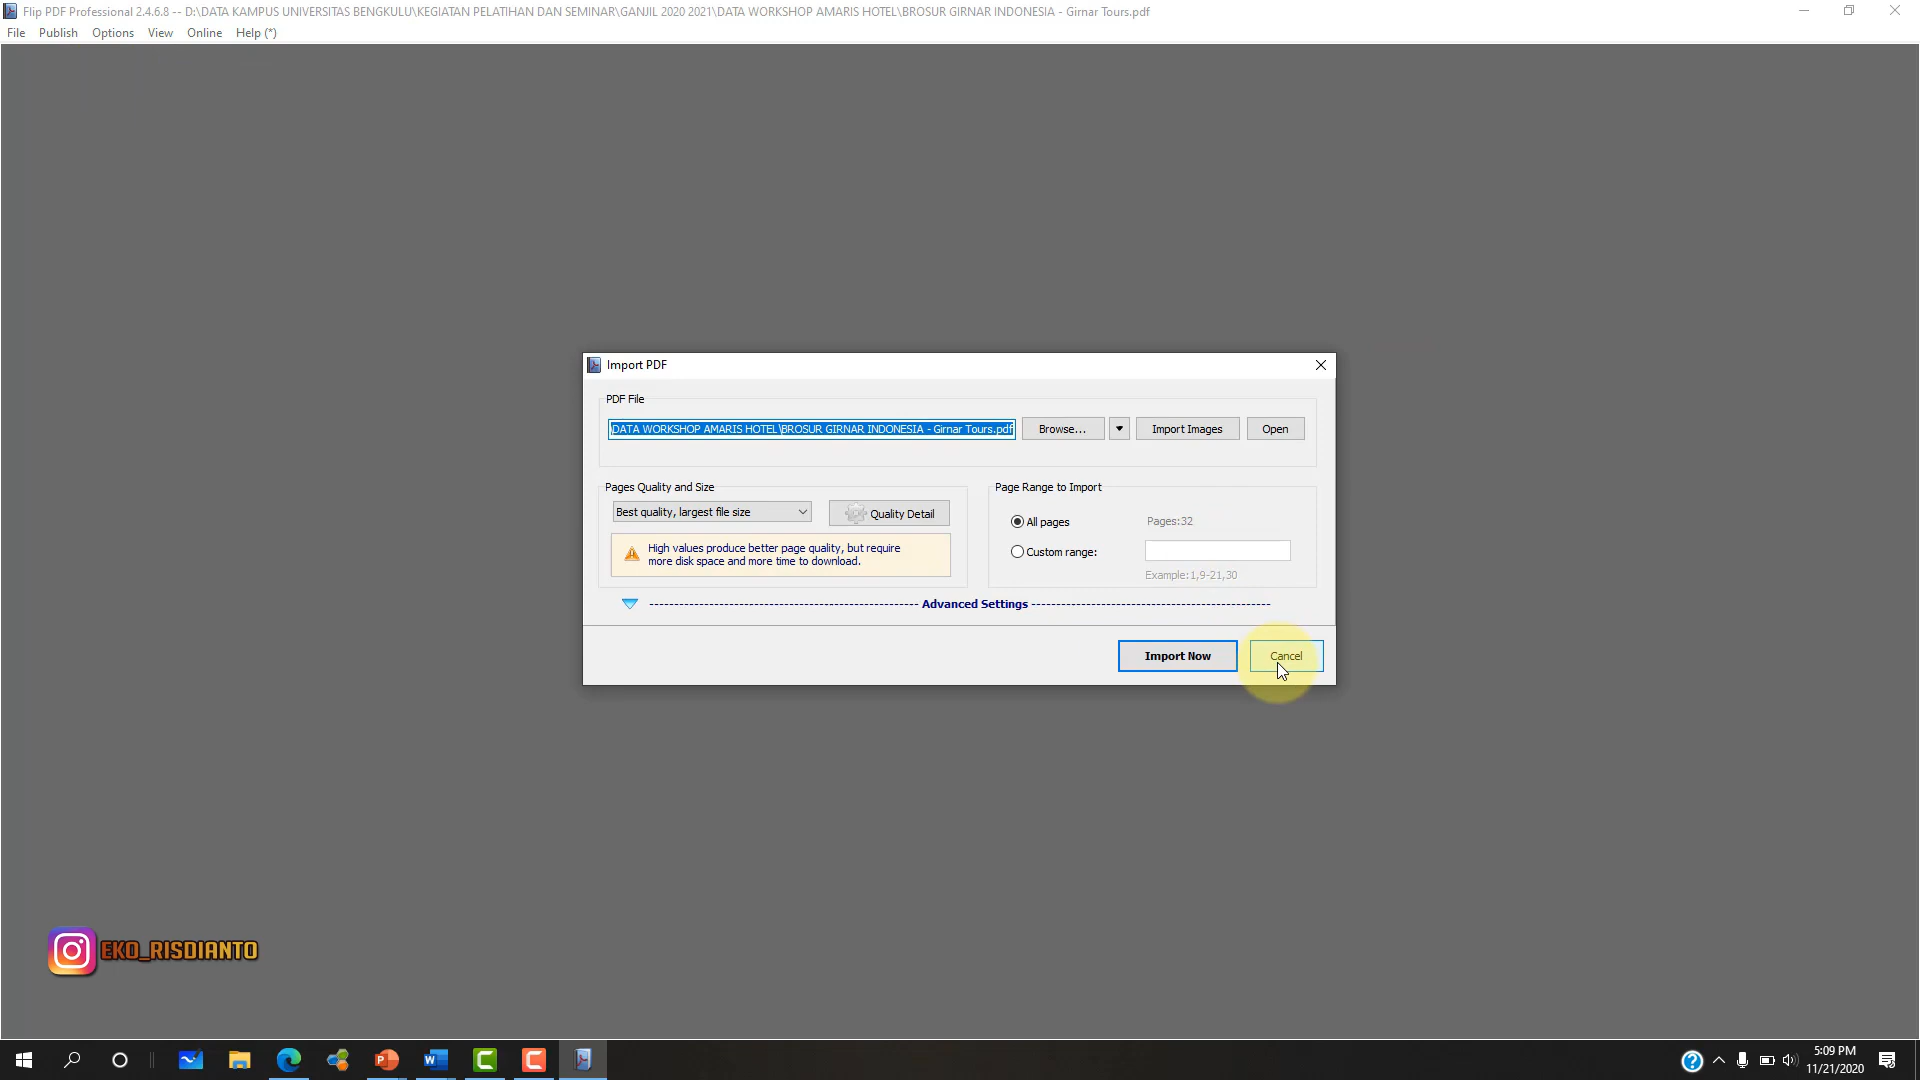 Flip PDF Professional 2.4.6.8 -- D:\DATA KAMPUS UNIVERSITAS BENGKULU\KEGIATAN PELATIHAN DAN SEMINAR\GANJIL 2020 2021\DATA WORKSHOP AMARIS HOTEL\BROSUR GIRNAR INDONESIA - Girnar Tours.pdf
File Publish Options View Online Help (*)
Import PDF
PDF File
\DATA WORKSHOP AMARIS HOTEL\BROSUR GIRNAR INDONESIA - Girnar Tours.pdf Browse... Import Images Open
Pages Quality and Size
Best quality, largest file size Quality Detail
High values produce better page quality, but require
more disk space and more time to download.
Page Range to Import
All pages Pages:32
Custom range:
Example:1,9-21,30
Advanced Settings
Import Now Cancel
EKO_RISDIANTO
5:09 PM
11/21/2020